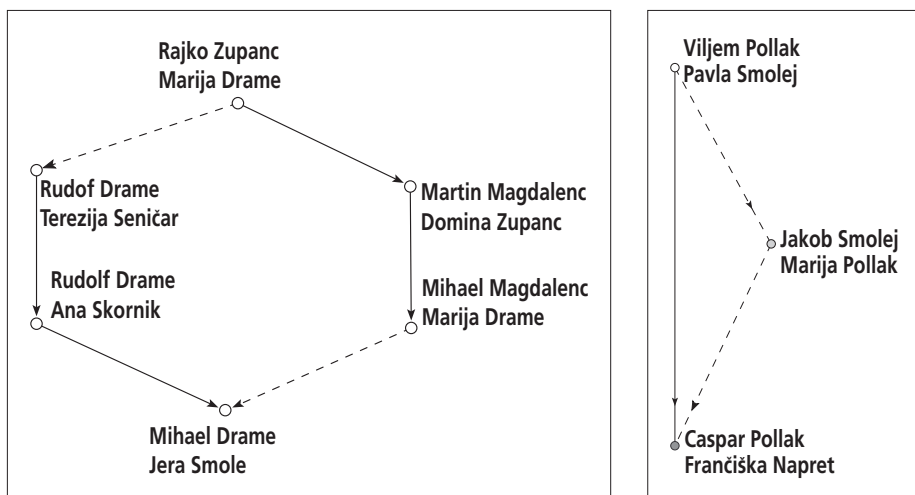 Rajko Zupanc
Marija Drame
Rudof Drame
Terezija Seničar
Martin Magdalenc
Domina Zupanc
Rudolf Drame
Ana Skornik
Mihael Magdalenc
Marija Drame
Mihael Drame
Jera Smole
Viljem Pollak
Pavla Smolej
Jakob Smolej
Marija Pollak
Caspar Pollak
Frančiška Napret